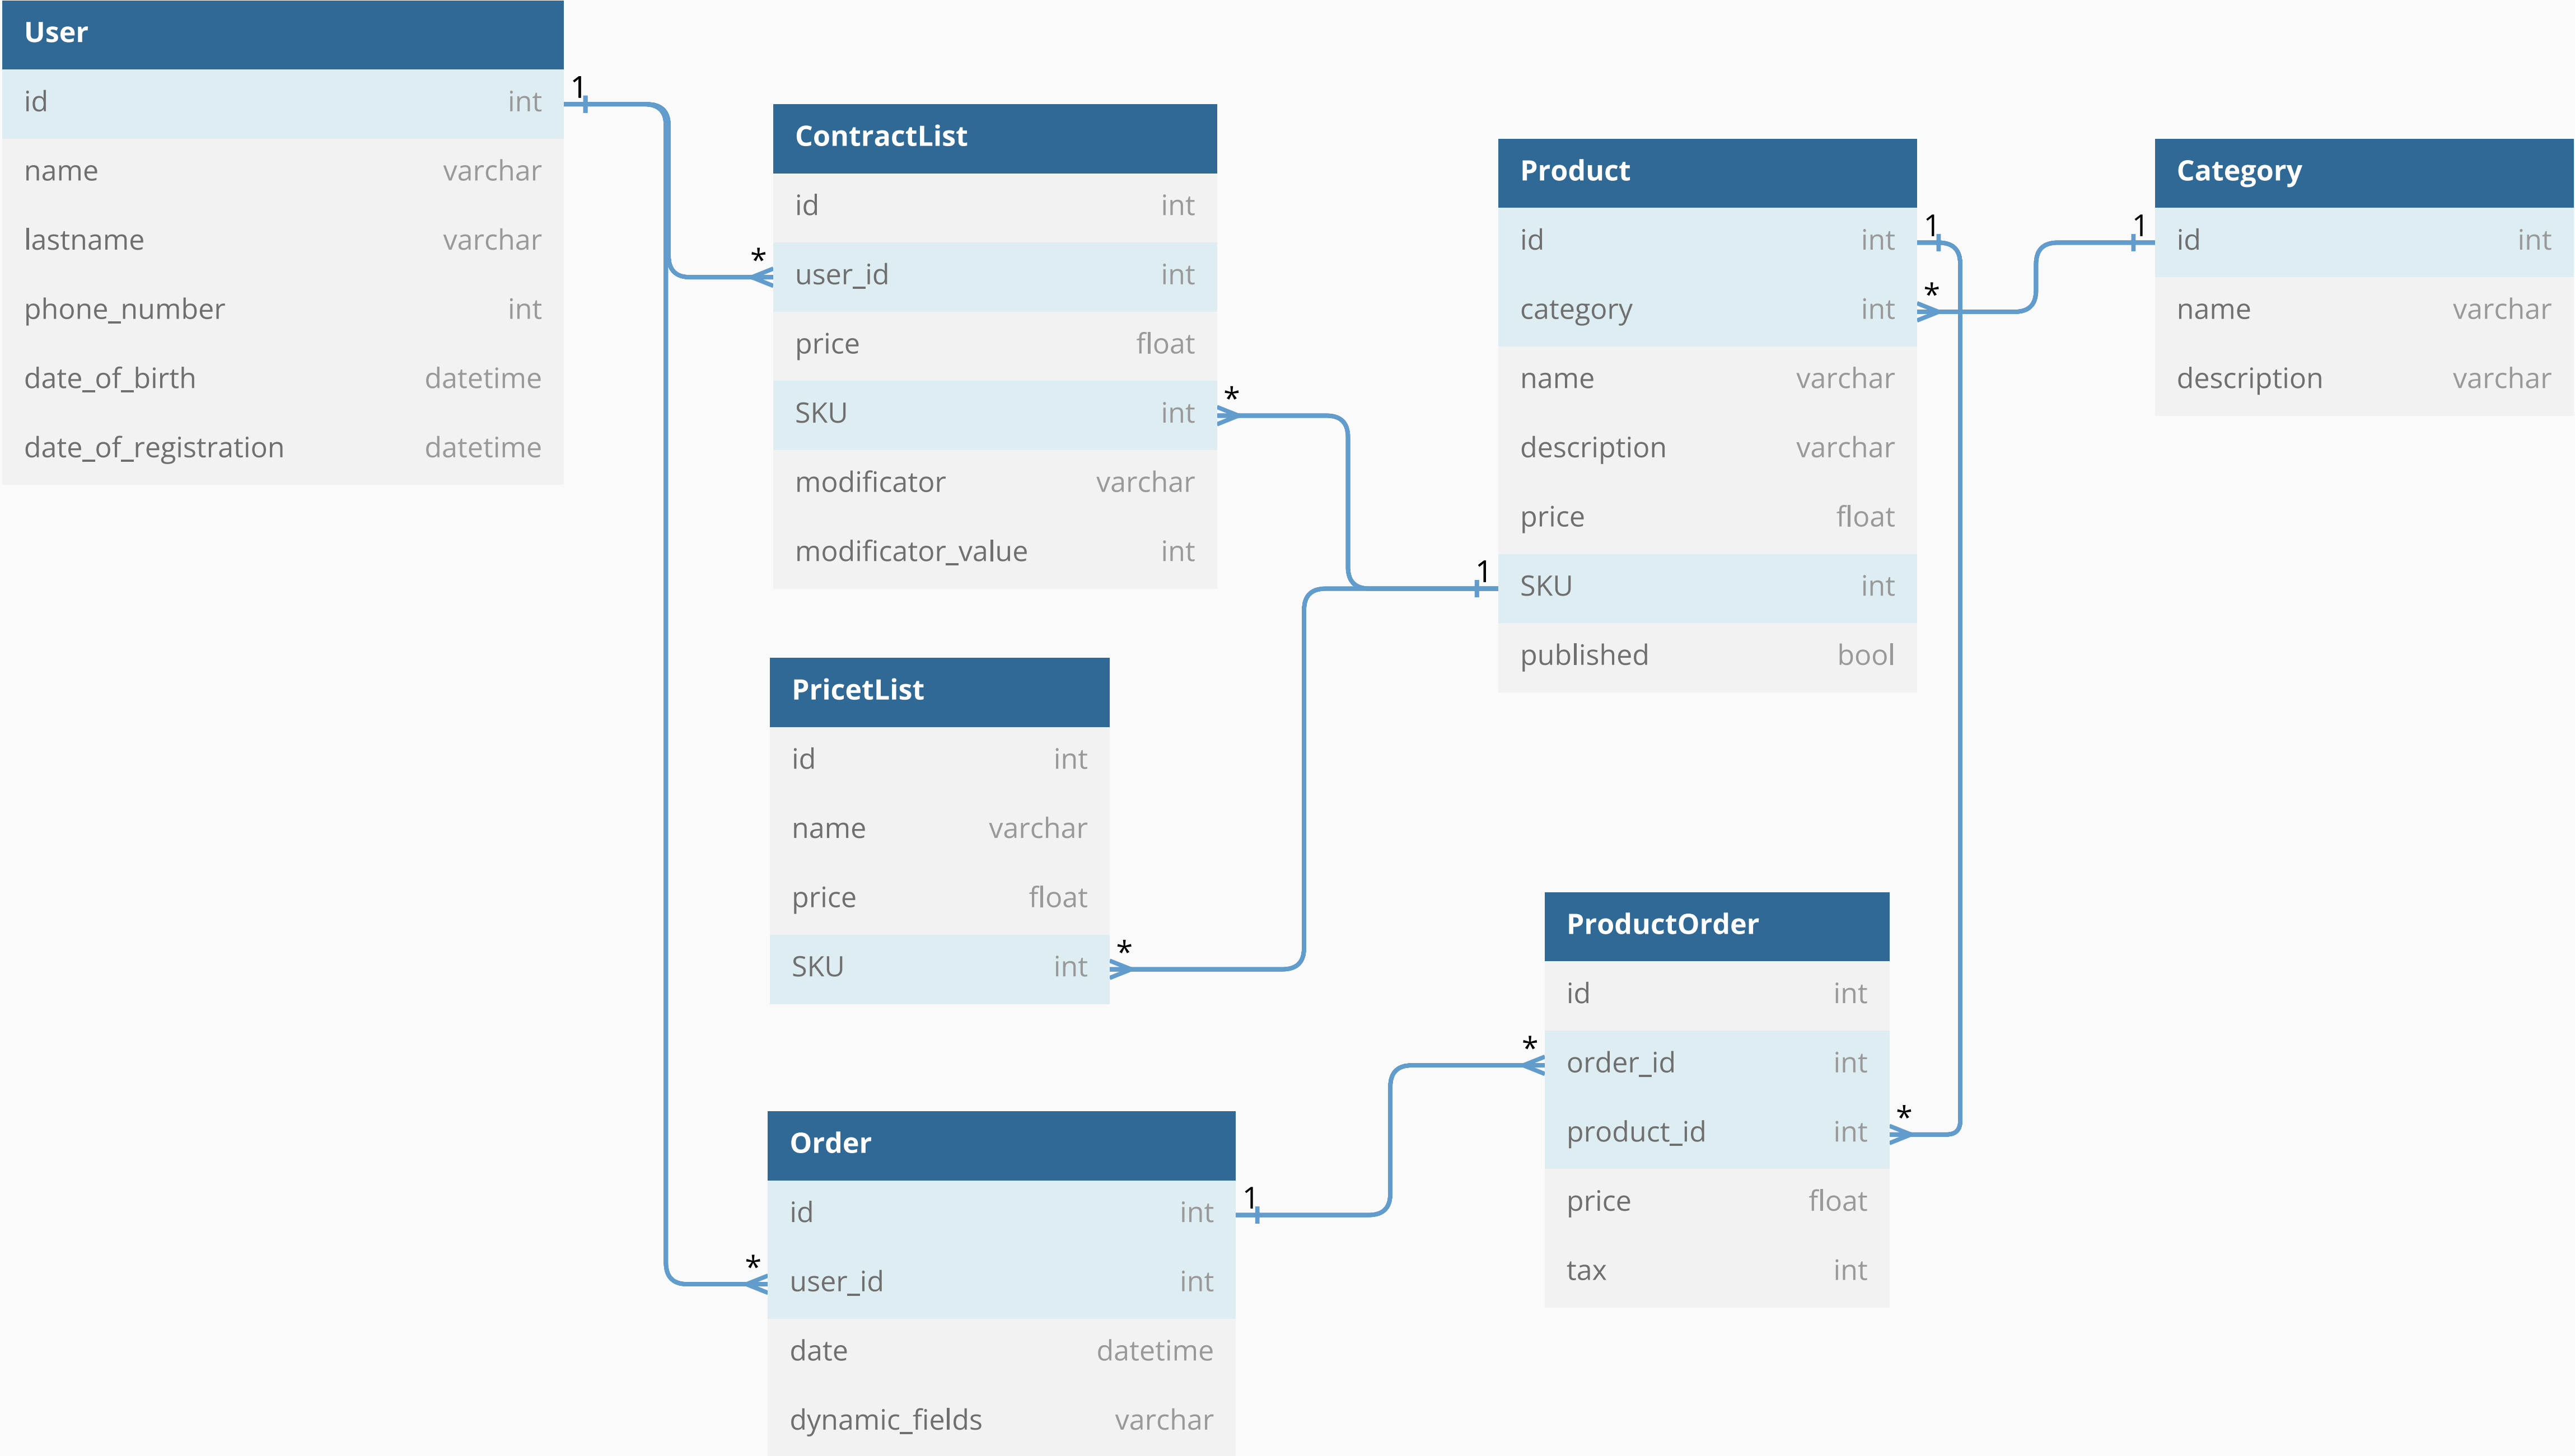 User
id int
name varchar
lastname varchar
phone_number int
date_of_birth datetime
date_of_registration datetime
1
ContractList
id int
* user_id int
price float
SKU int *
modificator varchar
modificator_value int
PricetList
id int
name varchar
price float
SKU int *
Order
id int 1
* user_id int
date datetime
dynamic_fields varchar
Product
id int 1
category int *
name varchar
description varchar
price float
1 SKU int
published bool
Category
1 id int
name varchar
description varchar
ProductOrder
id int
* order_id int
product_id int *
price float
tax int